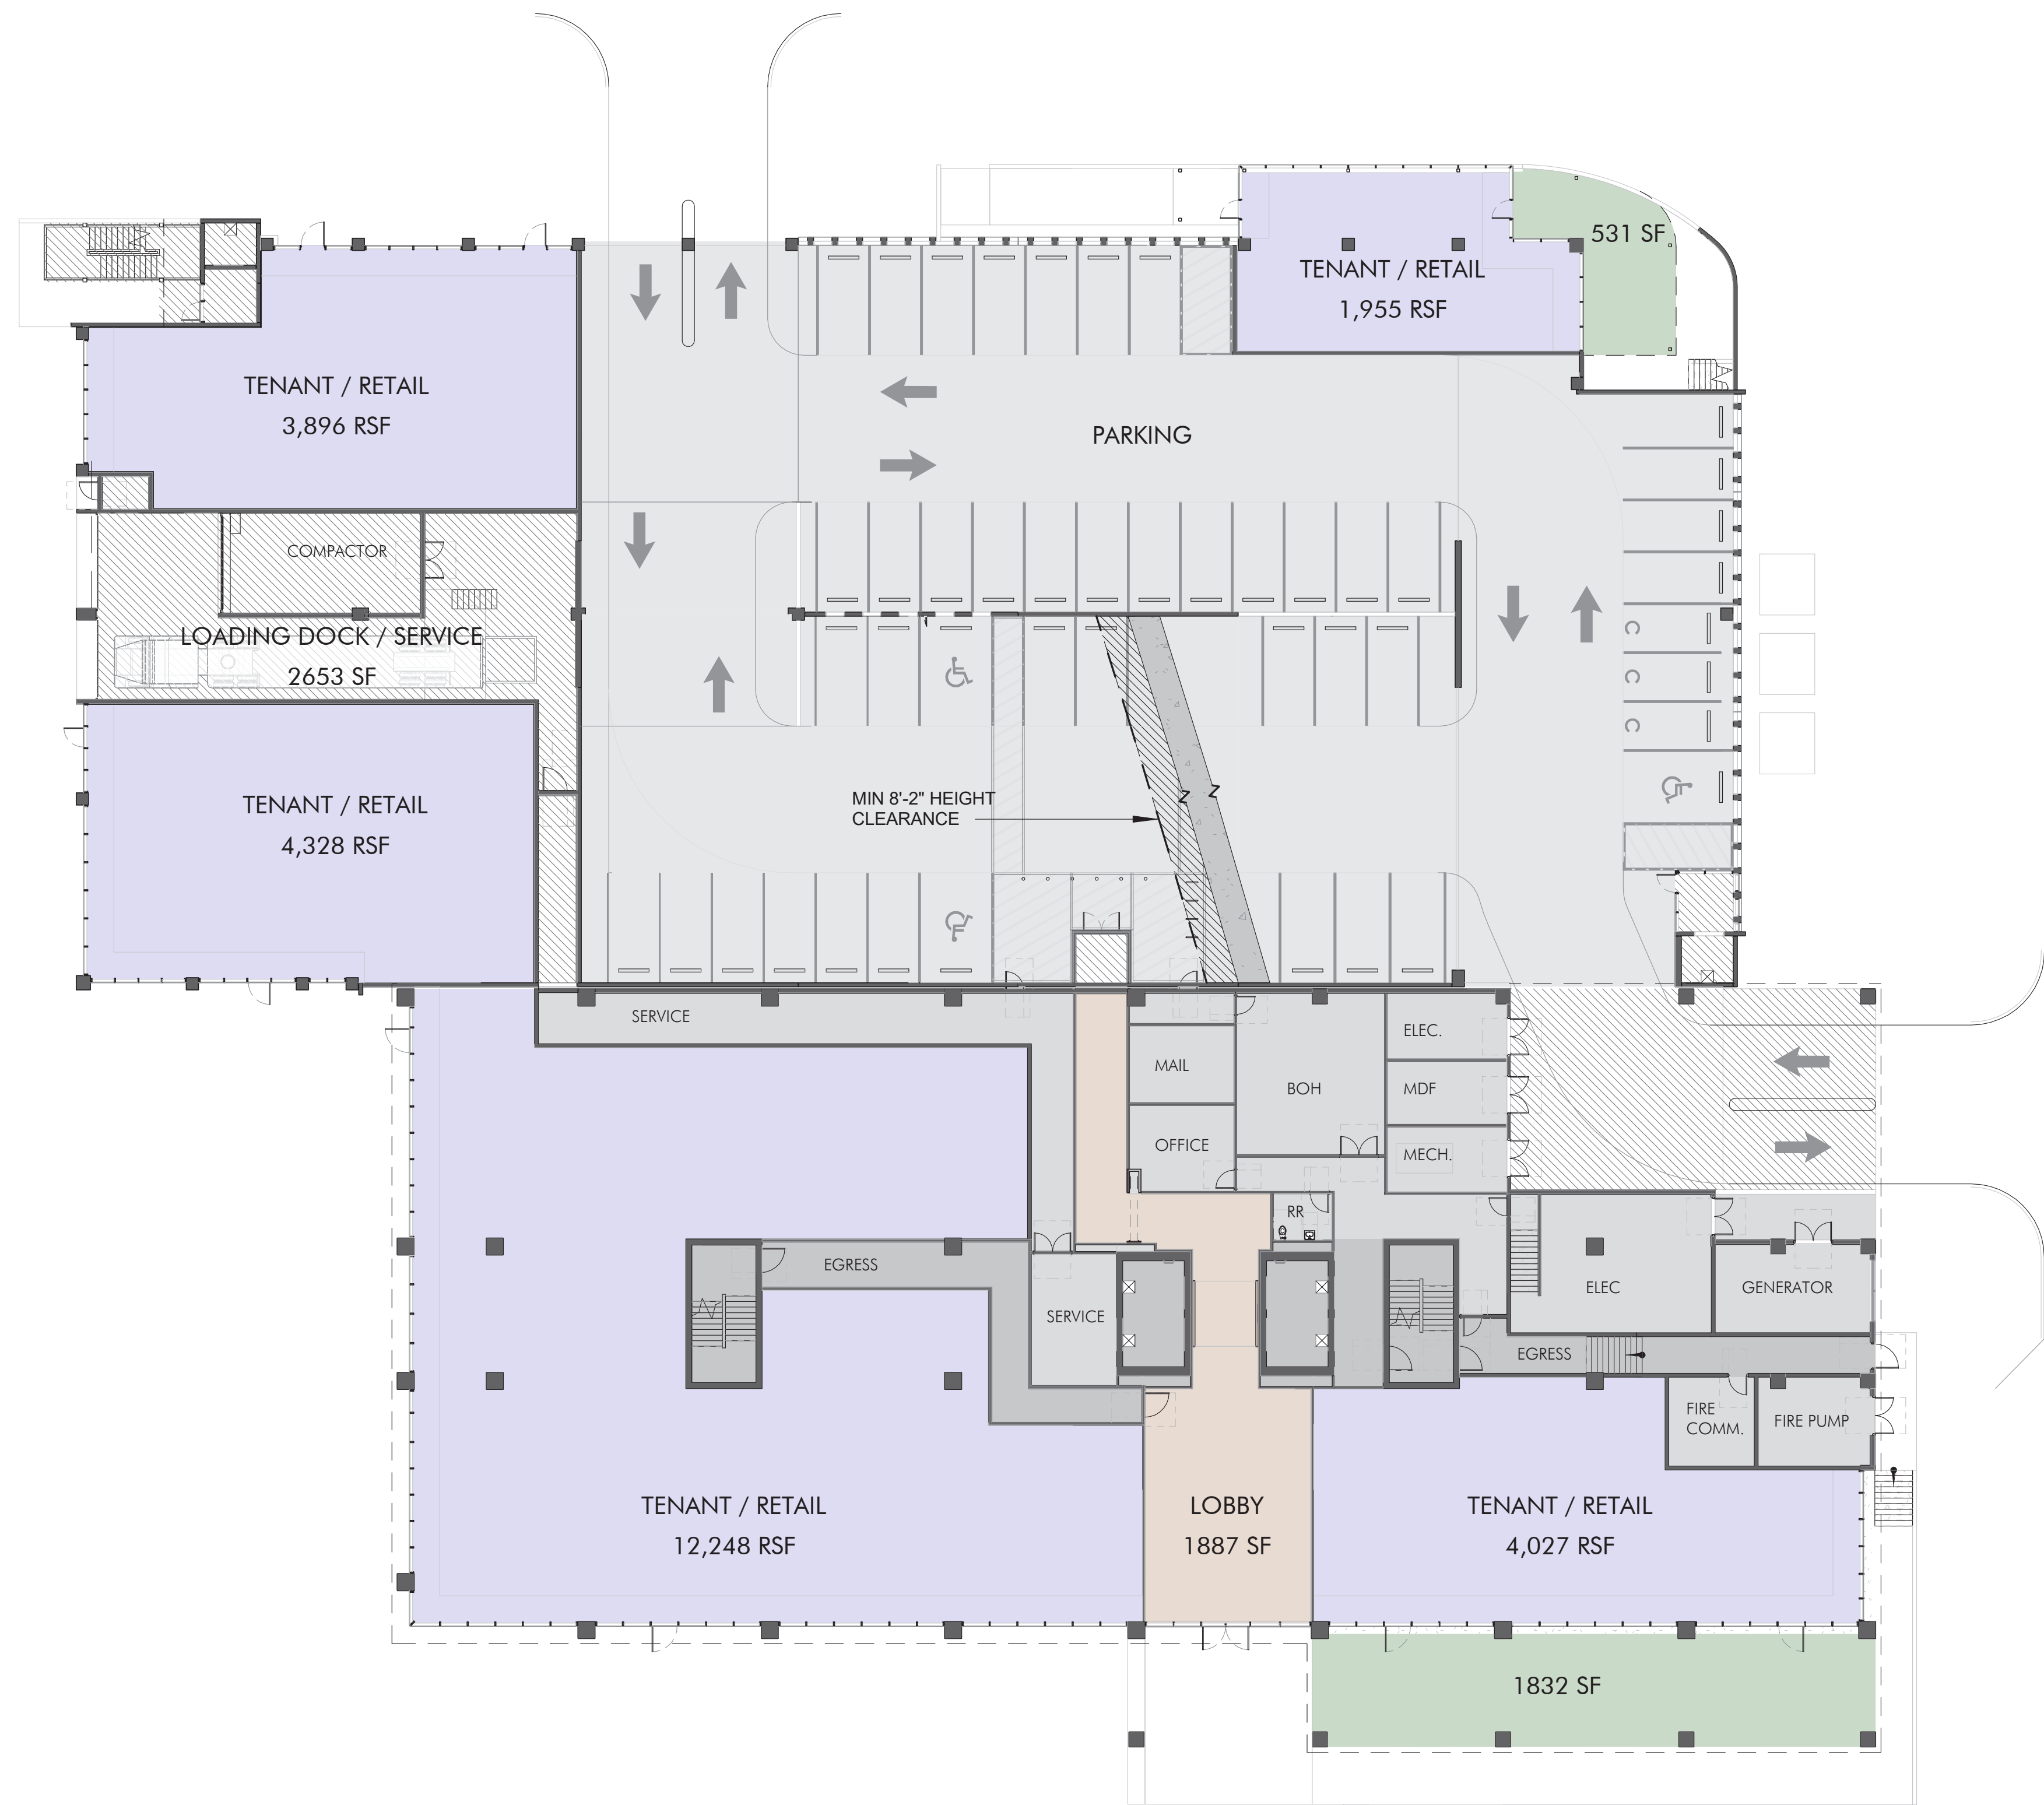 531 SF
TENANT / RETAIL
1,955 RSF
TENANT / RETAIL
3,896 RSF
PARKING
COMPACTOR
LOADING DOCK / SERVICE
2653 SF
C
C
C
TENANT / RETAIL
4,328 RSF
MIN 8'-2" HEIGHT
CLEARANCE
SERVICE
MAIL
OFFICE
BOH
ELEC.
MDF
MECH.
RR
EGRESS
SERVICE
ELEC
GENERATOR
EGRESS
FIRE
COMM.
FIRE PUMP
TENANT / RETAIL
12,248 RSF
LOBBY
1887 SF
TENANT / RETAIL
4,027 RSF
1832 SF